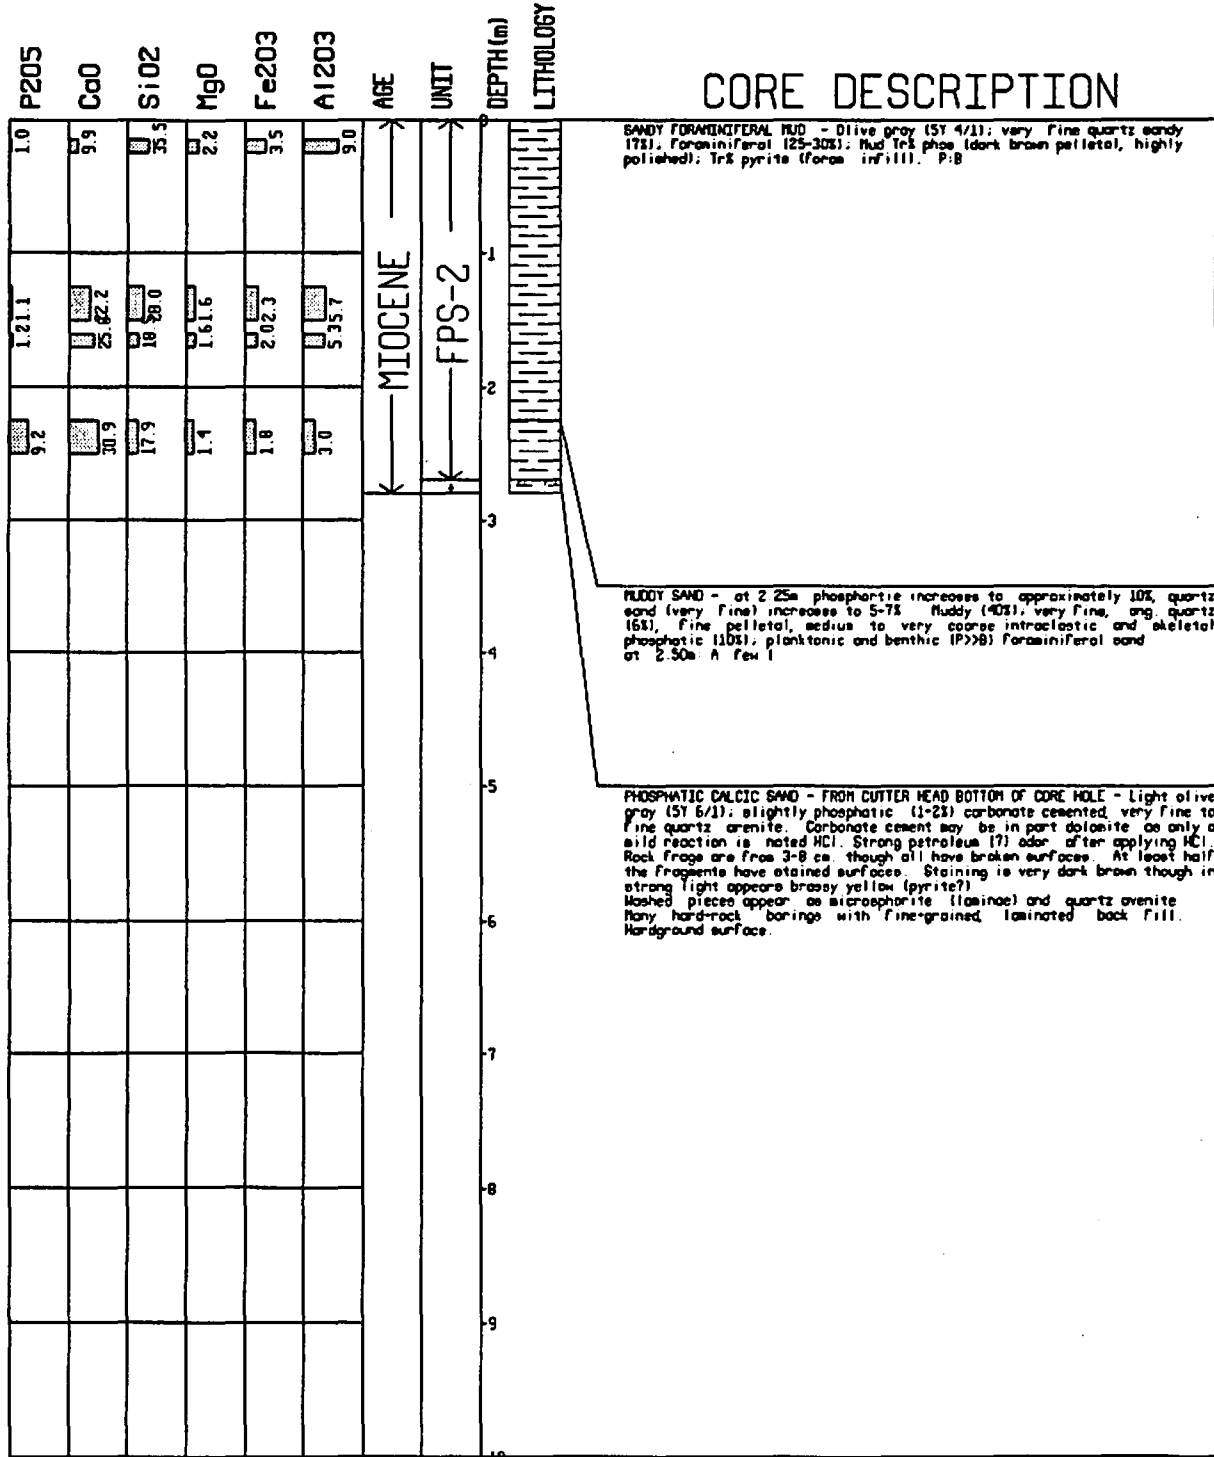 P2O5 CaO SiO2 MgO Fe2O3 Al2O3 AGE UNIT DEPTH(m) LITHOLOGY
CORE DESCRIPTION
1.0 9.9 35.5 2.2 3.5 9.0
1.1 22.2 28.0 1.6 2.3 5.7
1.2 1.6 2.0 5.3
9.2 30.9 17.9 1.4 1.8 3.0
MIOCENE
FPS-2
0
1
2
3
4
5
6
7
8
9
SANDY FORAMINIFERAL MUD - Olive gray (5Y 4/1); very fine quartz sandy
(7%); foraminiferal (25-30%); Mud Tr% phos (dark brown pelletal, highly
polished); Tr% pyrite (foram infill). P:B
MUDDY SAND - at 2 25m phosphortie increases to approximately 10%, quartz
sand (very fine) increases to 5-7% Muddy (40%); very fine, ang. quartz
(6%), fine pelletal, medium to very coarse intraclastic and skeletal
phosphatic (10%); planktonic and benthic (P>>B) foraminiferal sand
at 2.50m A few
PHOSPHATIC CALCIC SAND - FROM CUTTER HEAD BOTTOM OF CORE HOLE - Light olive
gray (5Y 6/1); slightly phosphatic (1-2%) carbonate cemented, very fine to
fine quartz arenite. Carbonate cement may be in part dolomite as only a
mild reaction is noted HCl. Strong petroleum (?) odor after applying HCl.
Rock frags are from 3-8 cm. though all have broken surfaces. At least half
the fragments have stained surfaces. Staining is very dark brown though in
strong light appears brassy yellow (pyrite?)
Washed pieces appear as microsphorite (laminae) and quartz avenite
Many hard-rock borings with fine-grained, laminated back fill.
Hardground surface.